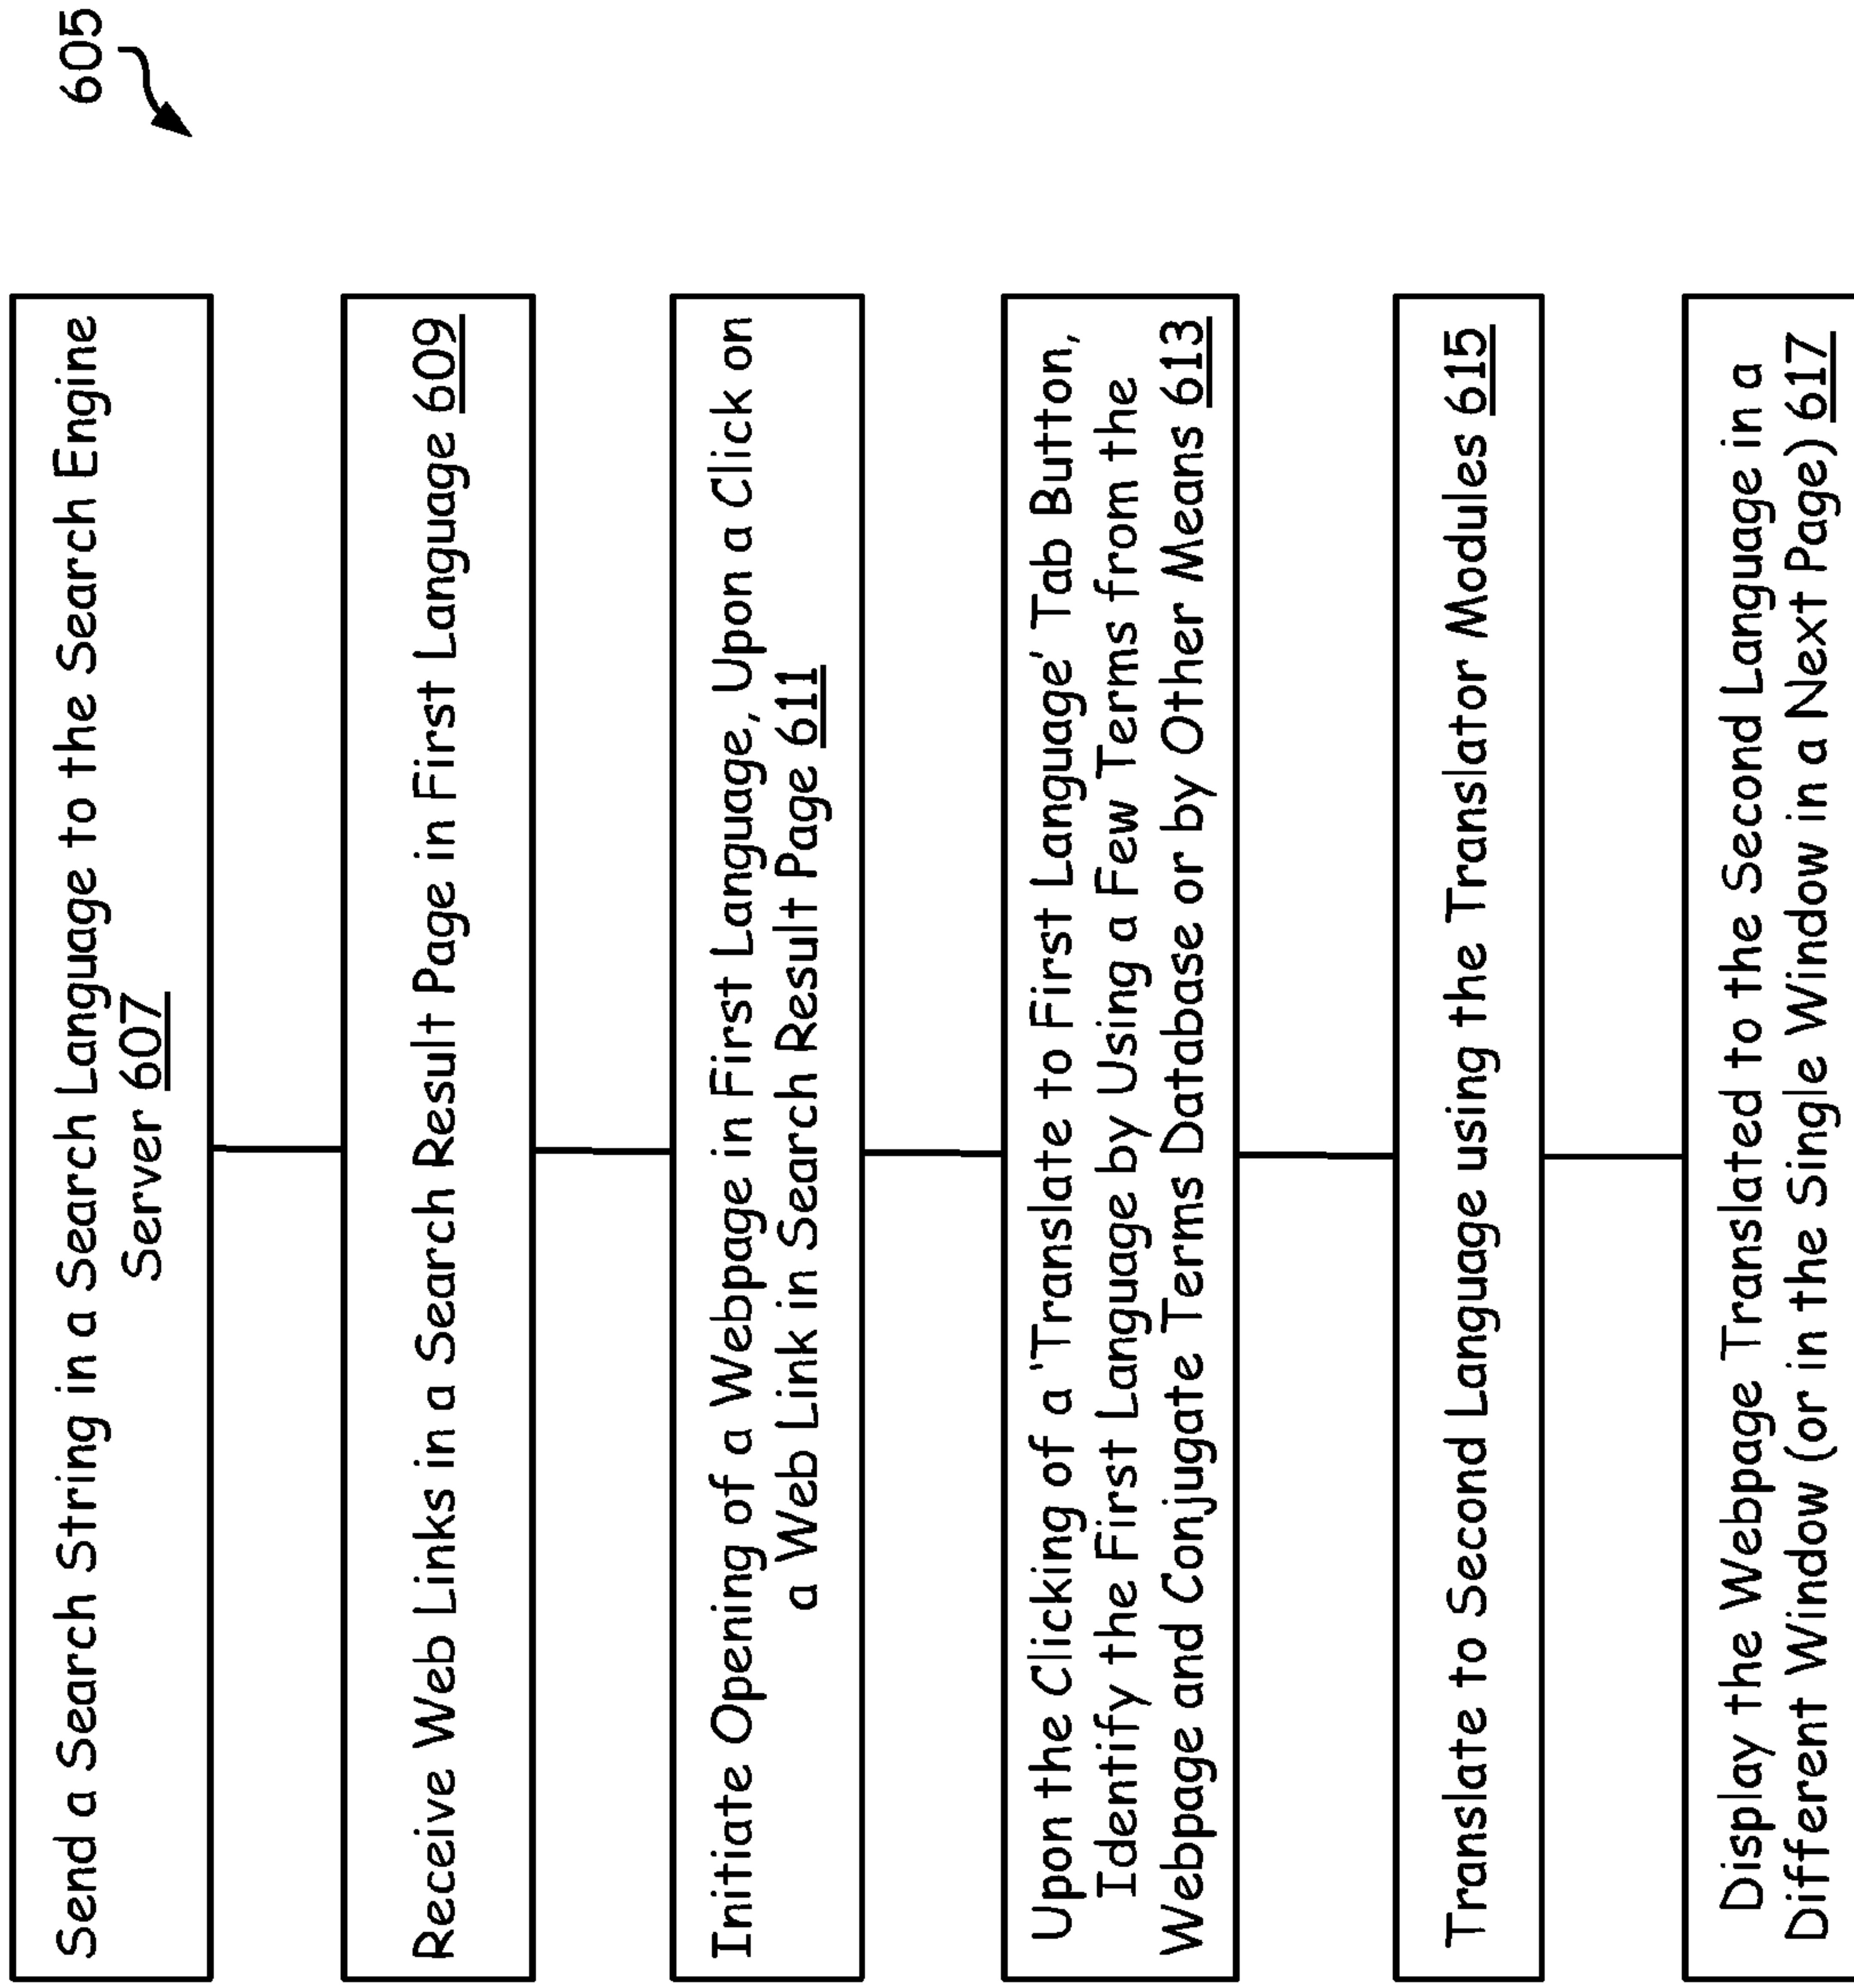 605
Send a Search String in a Search Language to the Search Engine
Server 607
Receive Web Links in a Search Result Page in First Language 609
Initiate Opening of a Webpage in First Language, Upon a Click on
a Web Link in Search Result Page 611
Upon the Clicking of a 'Translate to First Language' Tab Button,
Identify the First Language by Using a Few Terms from the
Webpage and Conjugate Terms Database or by Other Means 613
Translate to Second Language using the Translator Modules 615
Display the Webpage Translated to the Second Language in a
Different Window (or in the Single Window in a Next Page) 617